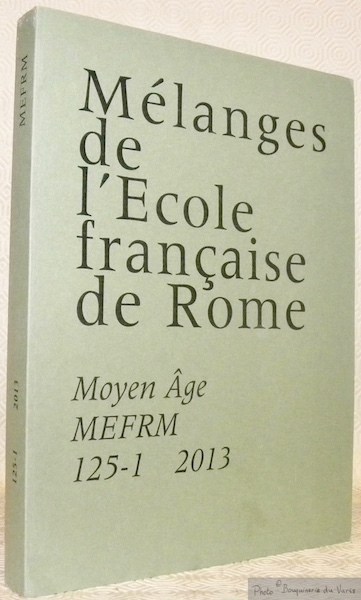 MEFRM
2013
125-1
Mélanges
de
l'Ecole
française
de Rome
Moyen Âge
MEFRM
125-1 2013
Photo © Bouquinerie du Varis